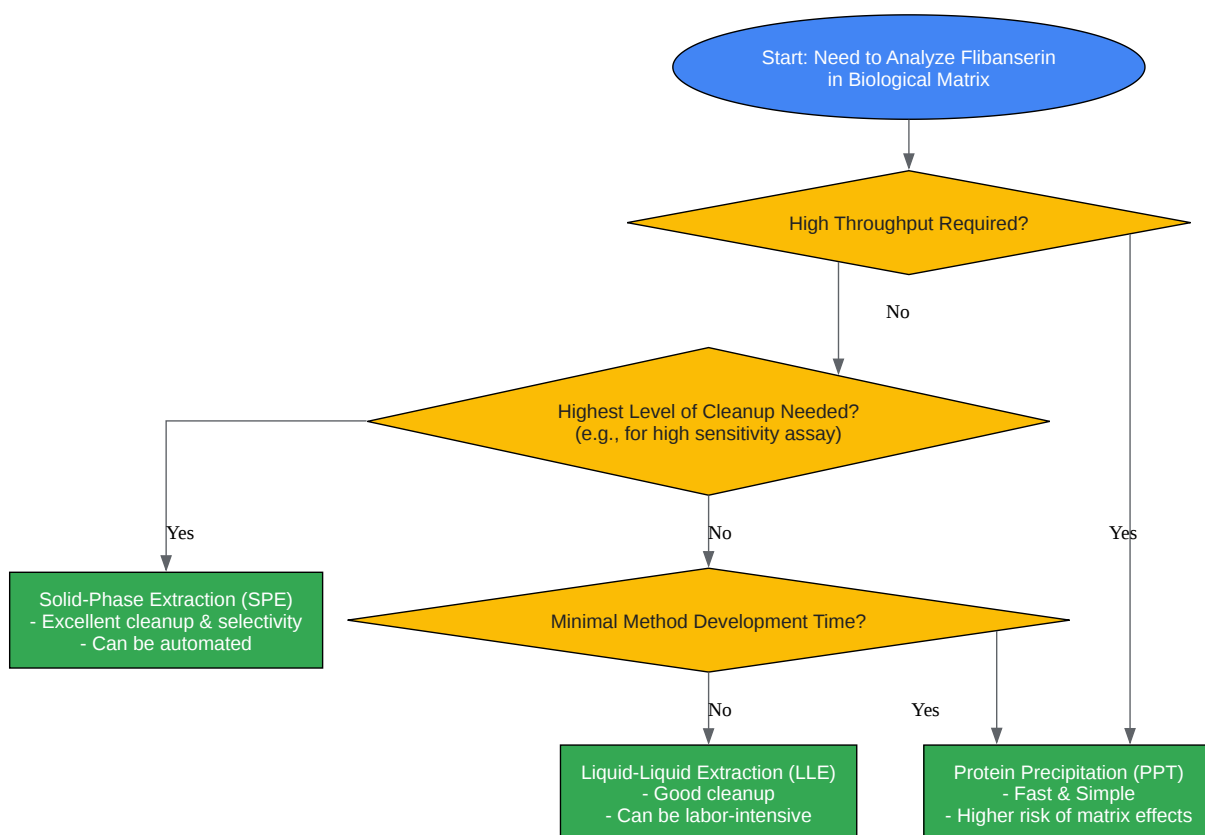 Start: Need to Analyze Flibanserin
in Biological Matrix
High Throughput Required?
No
Highest Level of Cleanup Needed?
(e.g., for high sensitivity assay)
Yes
No
Yes
Solid-Phase Extraction (SPE)
- Excellent cleanup & selectivity
- Can be automated
Minimal Method Development Time?
No
Yes
Liquid-Liquid Extraction (LLE)
- Good cleanup
- Can be labor-intensive
Protein Precipitation (PPT)
- Fast & Simple
- Higher risk of matrix effects